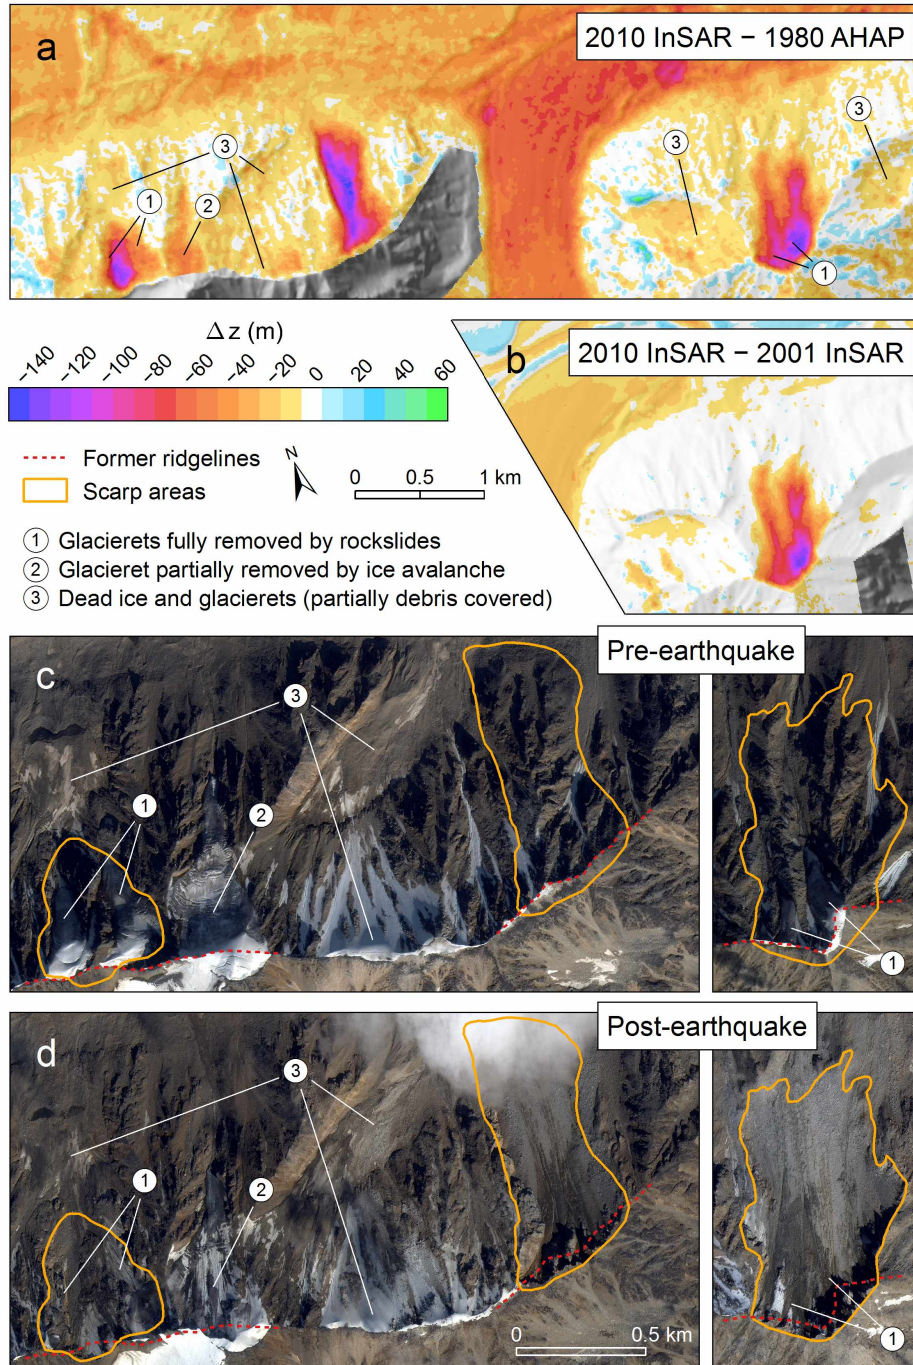 a
2010 InSAR − 1980 AHAP
3
3
3
1
2
1
Δ z (m)
−140
−120
−100
−80
−60
−40
−20
0
20
40
60
b
2010 InSAR − 2001 InSAR
Former ridgelines
Scarp areas
N
0 0.5 1 km
1 Glacierets fully removed by rockslides
2 Glacieret partially removed by ice avalanche
3 Dead ice and glacierets (partially debris covered)
c
Pre-earthquake
3
1
2
1
d
Post-earthquake
3
1
2
0 0.5 km
1